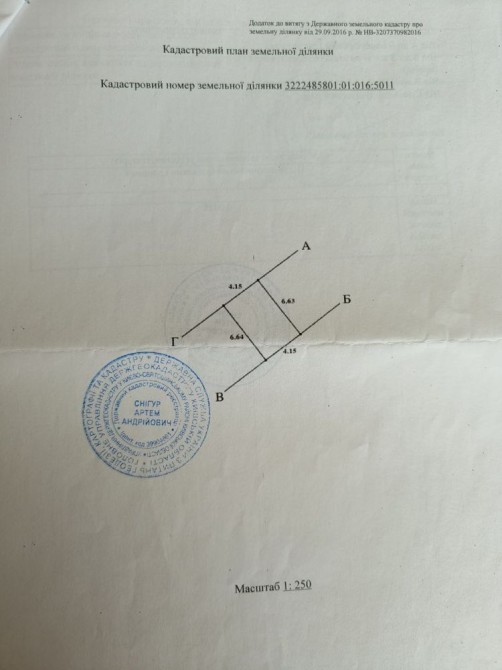 Додаток до витягу з Державного земельного кадастру про
земельну ділянку від 29.09.2016 р. № НВ-3207370982016
Кадастровий план земельної ділянки
Кадастровий номер земельної ділянки 3222485801:01:016:5011
А
4.15
Б
6.63
Г
6.64
4.15
В
СНІГУР
АРТЕМ
АНДРІЙОВИЧ
Масштаб 1: 250